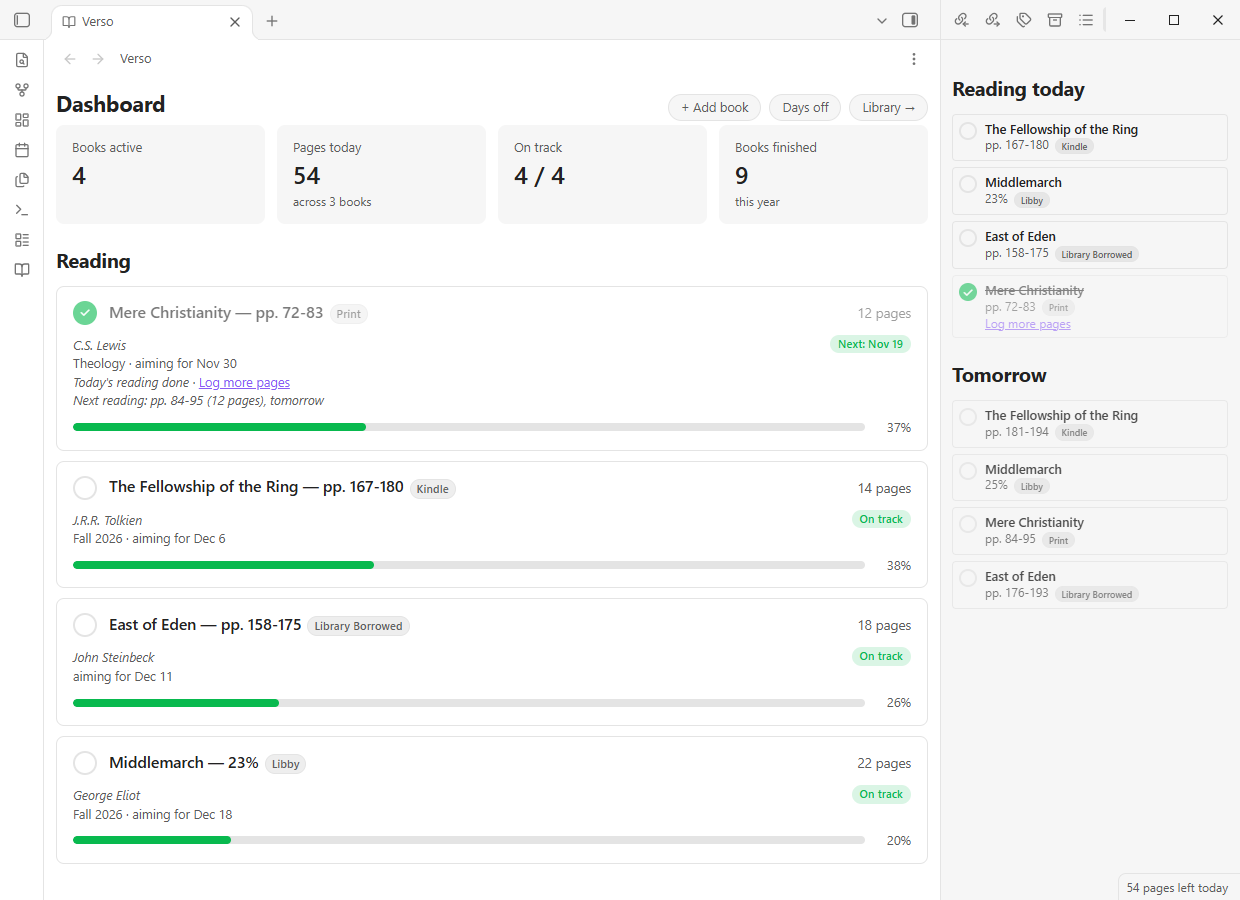 Verso
Verso
Dashboard
+ Add book
Days off
Library →
Books active
4
Pages today
54
across 3 books
On track
4 / 4
Books finished
9
this year
Reading
Mere Christianity — pp. 72-83 Print
12 pages
C.S. Lewis
Next: Nov 19
Theology · aiming for Nov 30
Today's reading done · Log more pages
Next reading: pp. 84-95 (12 pages), tomorrow
37%
The Fellowship of the Ring — pp. 167-180 Kindle
14 pages
J.R.R. Tolkien
On track
Fall 2026 · aiming for Dec 6
38%
East of Eden — pp. 158-175 Library Borrowed
18 pages
John Steinbeck
On track
aiming for Dec 11
26%
Middlemarch — 23% Libby
22 pages
George Eliot
On track
Fall 2026 · aiming for Dec 18
20%
Reading today
The Fellowship of the Ring
pp. 167-180 Kindle
Middlemarch
23% Libby
East of Eden
pp. 158-175 Library Borrowed
Mere Christianity
pp. 72-83 Print
Log more pages
Tomorrow
The Fellowship of the Ring
pp. 181-194 Kindle
Middlemarch
25% Libby
Mere Christianity
pp. 84-95 Print
East of Eden
pp. 176-193 Library Borrowed
54 pages left today